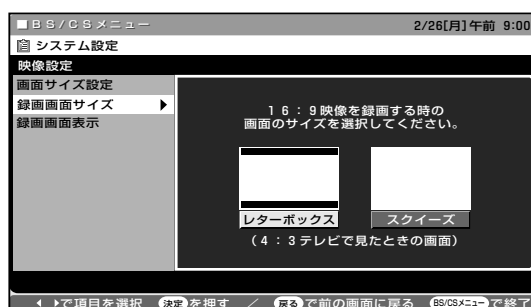 ■BS/CSメニュー 2/26[月]午前 9:00
システム設定
映像設定
画面サイズ設定
録画画面サイズ
録画画面表示
16：9映像を録画する時の
画面のサイズを選択してください。
レターボックス スクイーズ
（4：3テレビで見たときの画面）
で項目を選択 決定を押す ／ 戻るで前の画面に戻る BS/CSメニューで終了